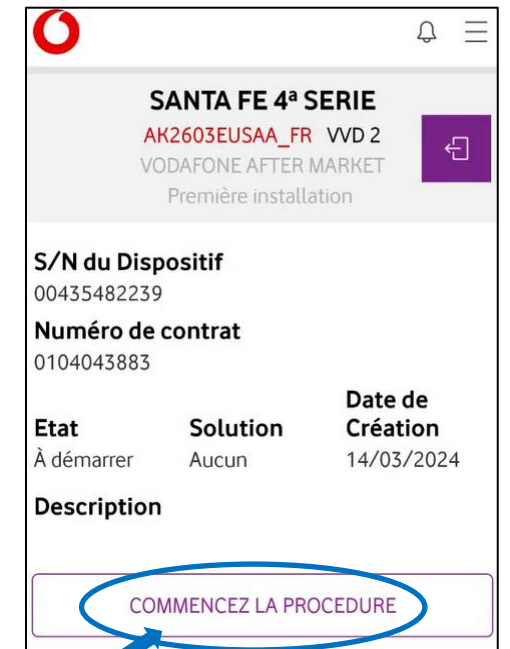 SANTA FE 4ª SERIE
AK2603EUSAA_FR VVD 2
VODAFONE AFTER MARKET
Première installation
S/N du Dispositif
00435482239
Numéro de contrat
0104043883
Etat Solution Date de Création
À démarrer Aucun 14/03/2024
Description
COMMENCEZ LA PROCEDURE